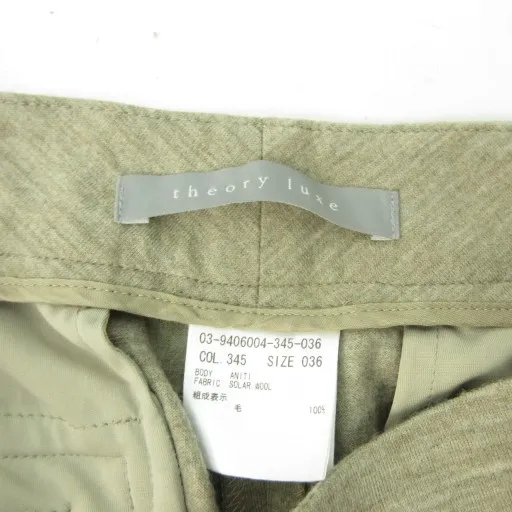 theory luxe
03-9406004-345-036
COL. 345 SIZE 036
BODY ANITI
FABRIC SOLAR WOOL
組成表示
毛 100%